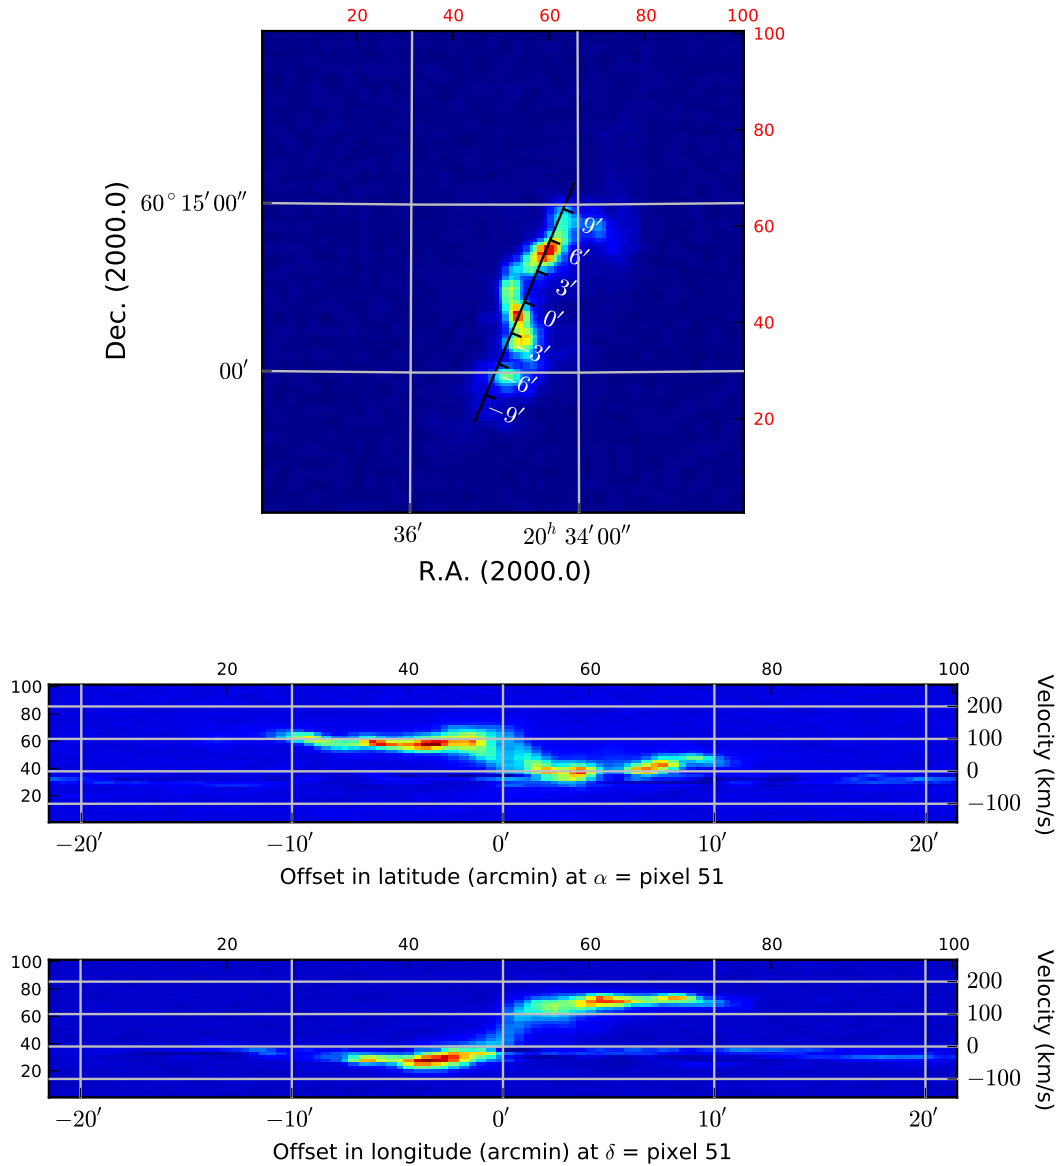 20 40 60 80 100
100
80
60° 15′ 00″
60
9′
6′
3′
40
0′
−3′
00′
−6′
20
−9′
Dec. (2000.0)
36′ 20ʰ 34′ 00″
R.A. (2000.0)
20 40 60 80 100
100
80
60
40
20
200
100
0
−100
Velocity (km/s)
−20′ −10′ 0′ 10′ 20′
Offset in latitude (arcmin) at α = pixel 51
20 40 60 80 100
100
80
60
40
20
200
100
0
−100
Velocity (km/s)
−20′ −10′ 0′ 10′ 20′
Offset in longitude (arcmin) at δ = pixel 51